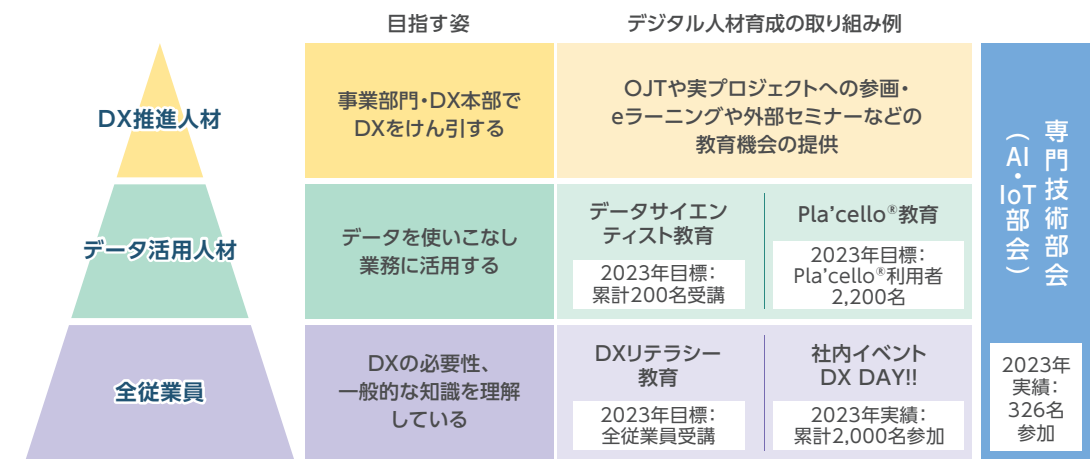 目指す姿
デジタル人材育成の取り組み例
DX推進人材
事業部門・DX本部で
DXをけん引する
OJTや実プロジェクトへの参画・
eラーニングや外部セミナーなどの
教育機会の提供
データ活用人材
データを使いこなし
業務に活用する
データサイエン
ティスト教育
2023年目標：
累計200名受講
Pla’cello®教育
2023年目標：
Pla’cello®利用者
2,200名
全従業員
DXの必要性、
一般的な知識を理解
している
DXリテラシー
教育
2023年目標：
全従業員受講
社内イベント
DX DAY!!
2023年実績：
累計2,000名参加
専門技術部会
（AI・IoT部会）
2023年
実績：
326名
参加